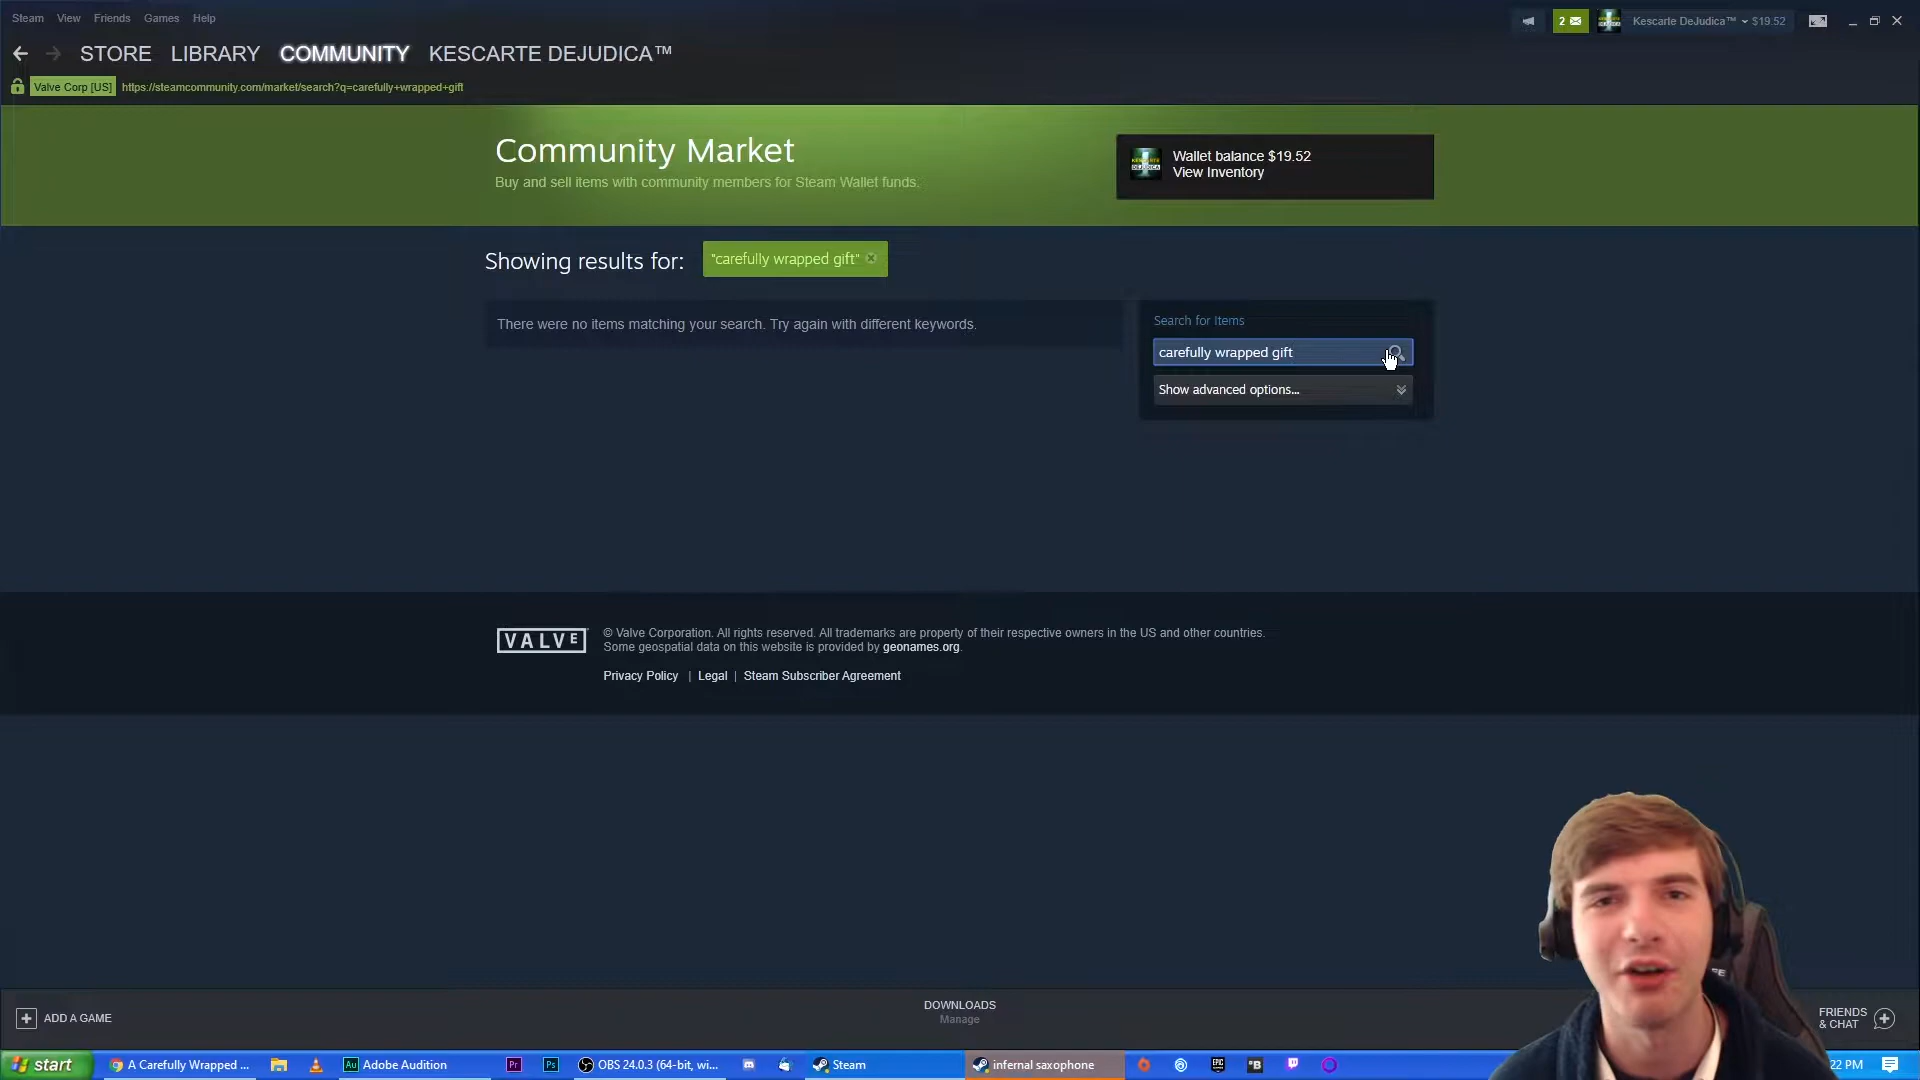 Steam View Friends Games Help
2 Kescarte DeJudica™ $19.52
STORE LIBRARY COMMUNITY KESCARTE DEJUDICA™
Valve Corp [US] https://steamcommunity.com/market/search?q=carefully+wrapped+gift
Community Market
Buy and sell items with community members for Steam Wallet funds.
Wallet balance $19.52
View Inventory
Showing results for: "carefully wrapped gift"
There were no items matching your search. Try again with different keywords.
Search for Items
carefully wrapped gift
Show advanced options...
VALVE
© Valve Corporation. All rights reserved. All trademarks are property of their respective owners in the US and other countries.
Some geospatial data on this website is provided by geonames.org.
Privacy Policy | Legal | Steam Subscriber Agreement
ADD A GAME
DOWNLOADS
Manage
FRIENDS
& CHAT
start A Carefully Wrapped ... Au Adobe Audition Pr Ps OBS 24.0.3 (64-bit, wi... Steam infernal saxophone EPIC B 22 PM